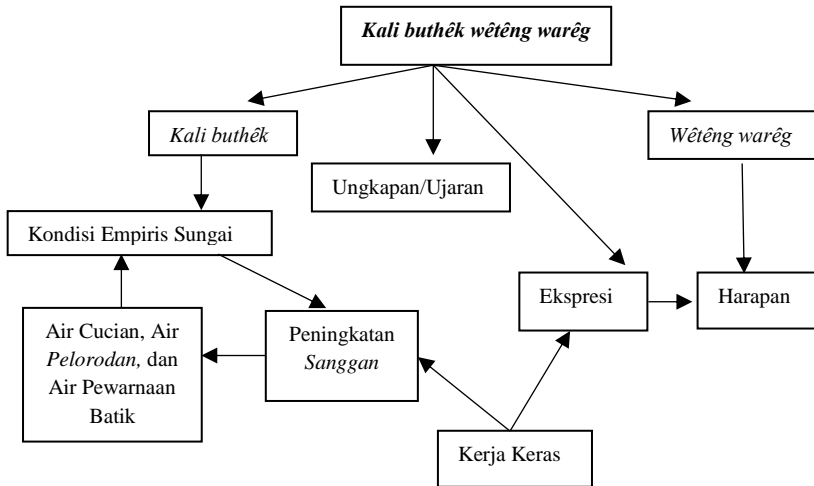 Kali buthêk wêtêng warêg
Kali buthêk
Wêtêng warêg
Ungkapan/Ujaran
Kondisi Empiris Sungai
Ekspresi
Harapan
Air Cucian, Air
Pelorodan, dan
Air Pewarnaan
Batik
Peningkatan
Sanggan
Kerja Keras